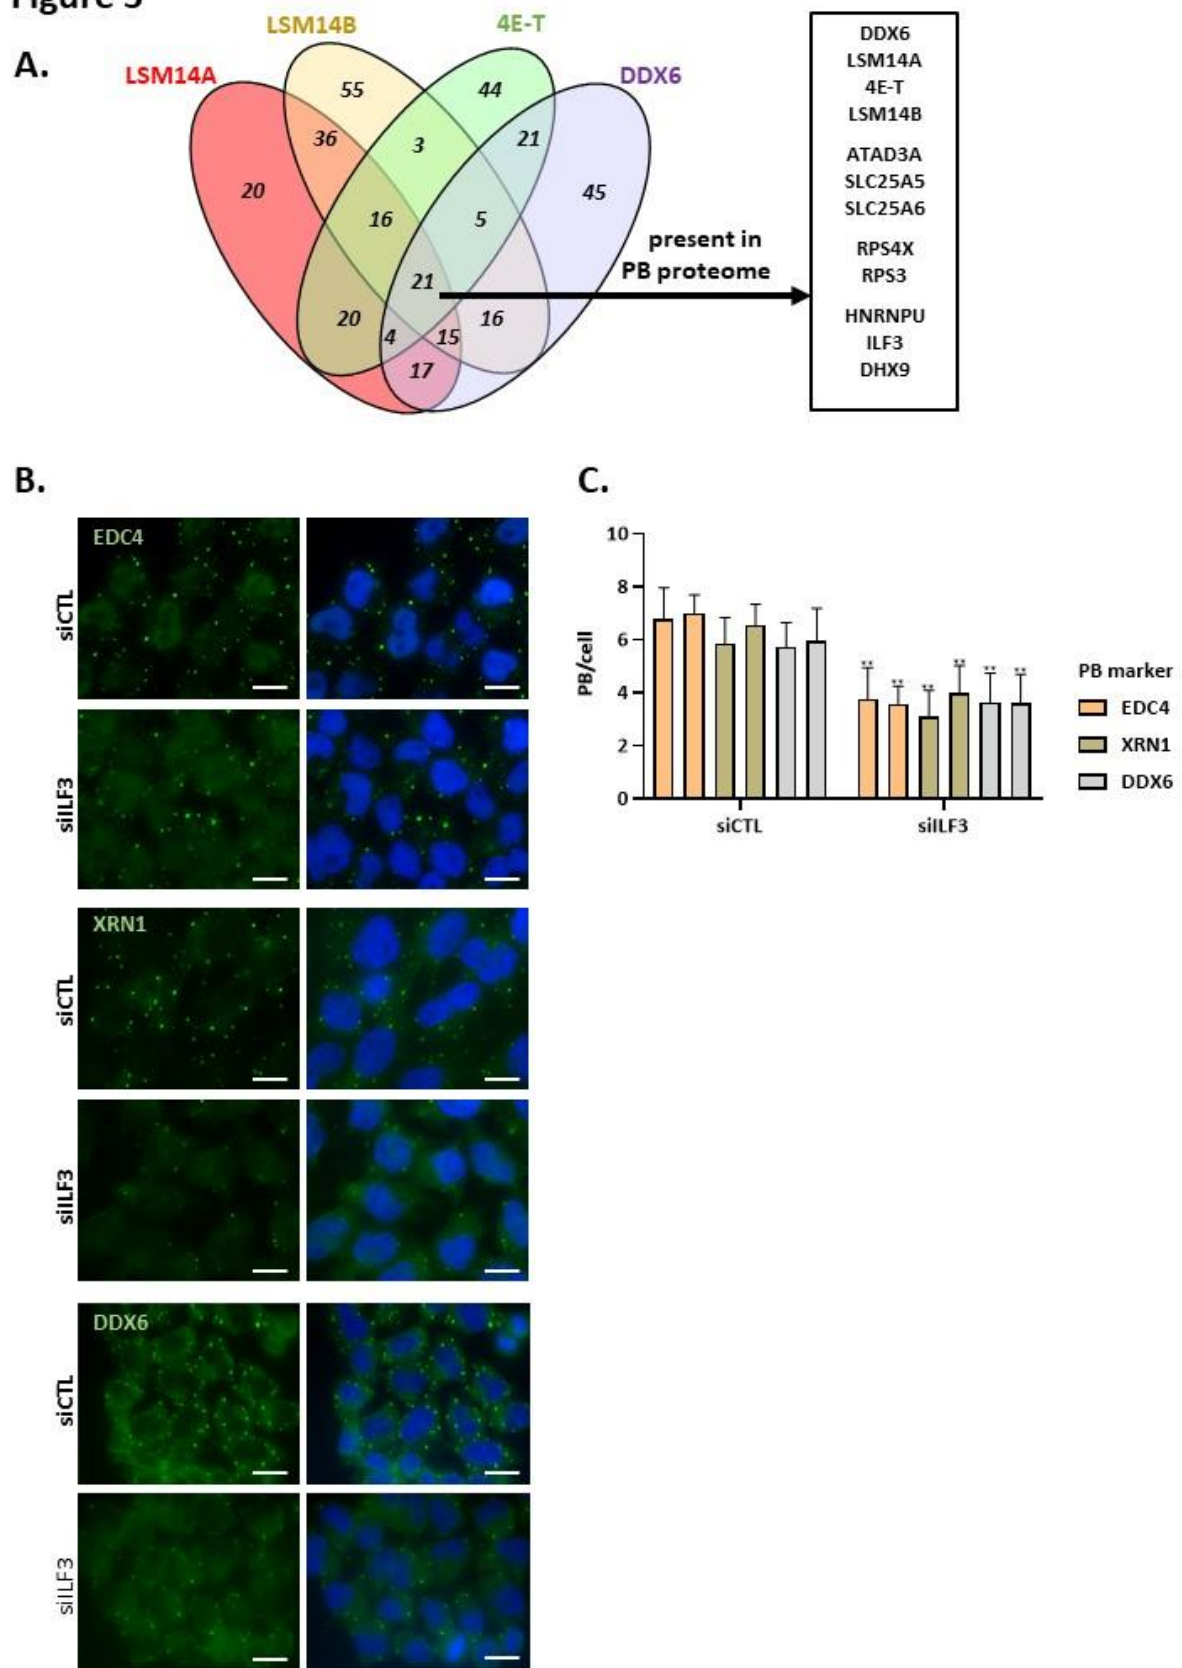 Figure 3
A.
LSM14A
LSM14B
4E-T
DDX6
55
44
36
3
21
20
45
16
5
21
20
4
15
16
17
present in
PB proteome
DDX6
LSM14A
4E-T
LSM14B
ATAD3A
SLC25A5
SLC25A6
RPS4X
RPS3
HNRNPU
ILF3
DHX9
B.
EDC4
siCTL
siILF3
XRN1
siCTL
siILF3
DDX6
siCTL
siILF3
C.
PB/cell
10
8
6
4
2
0
** ** ** ** ** **
siCTL
siILF3
PB marker
EDC4
XRN1
DDX6